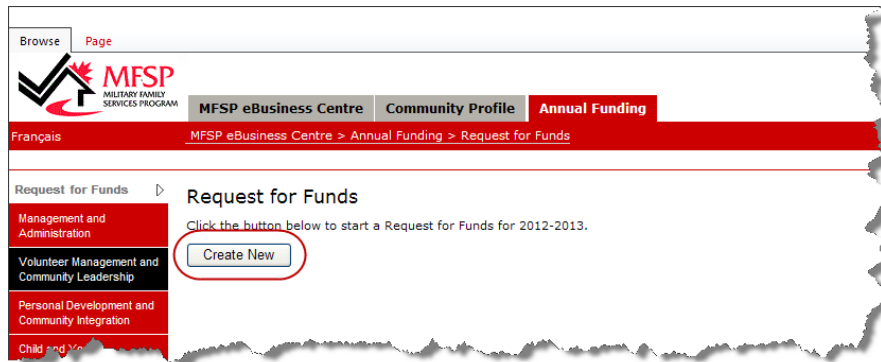 Browse Page
MFSP
MILITARY FAMILY
SERVICES PROGRAM
MFSP eBusiness Centre Community Profile Annual Funding
Français MFSP eBusiness Centre > Annual Funding > Request for Funds
Request for Funds
Request for Funds
Click the button below to start a Request for Funds for 2012-2013.
Create New
Management and
Administration
Volunteer Management and
Community Leadership
Personal Development and
Community Integration
Child and